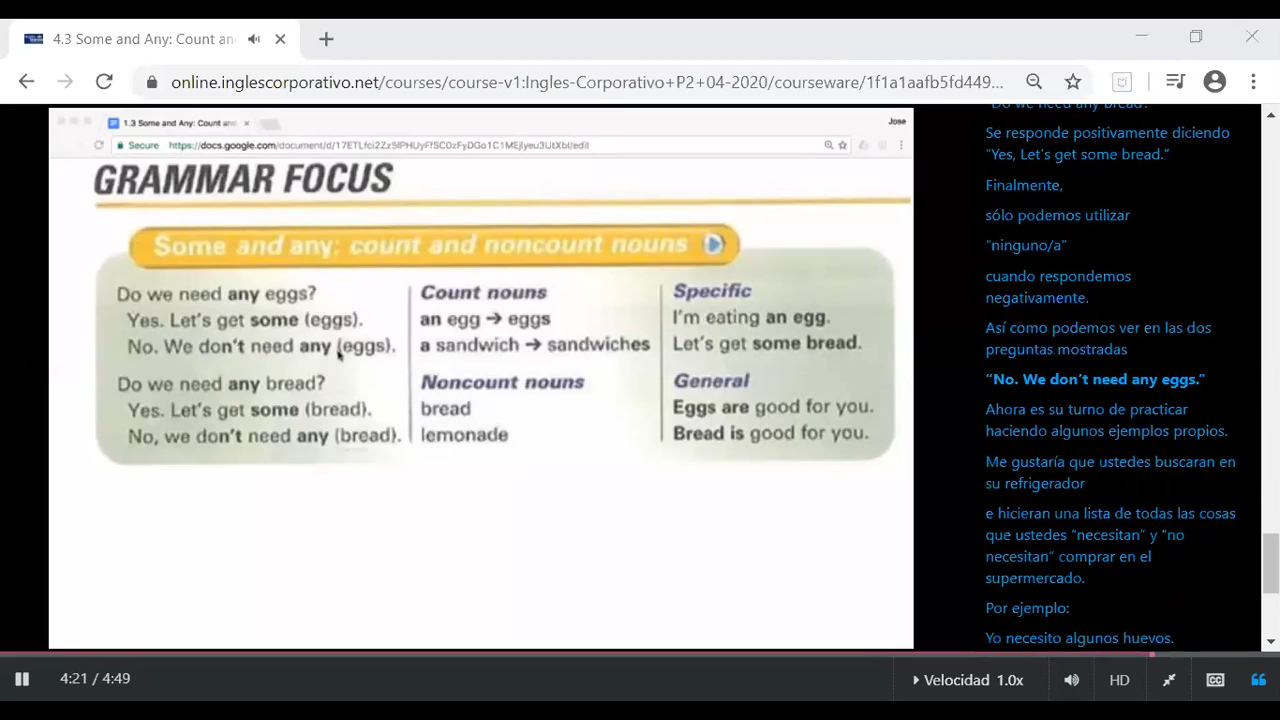 4.3 Some and Any: Count an
online.inglescorporativo.net/courses/course-v1:Ingles-Corporativo+P2+04-2020/courseware/1f1a1aafb5fd449...
1.3 Some and Any: Count an
Jose
Secure
GRAMMAR FOCUS
Some and any; count and noncount nouns
Do we need any eggs?
Yes. Let's get some (eggs).
No. We don't need any (eggs).
Do we need any bread?
Yes. Let's get some (bread).
No, we don't need any (bread).
Count nouns
an egg → eggs
a sandwich → sandwiches
Noncount nouns
bread
lemonade
Specific
I'm eating an egg.
Let's get some bread.
General
Eggs are good for you.
Bread is good for you.
"Do we need any bread?"
Se responde positivamente diciendo
"Yes, Let's get some bread."
Finalmente,
sólo podemos utilizar
"ninguno/a"
cuando respondemos
negativamente.
Así como podemos ver en las dos
preguntas mostradas
"No. We don't need any eggs."
Ahora es su turno de practicar
haciendo algunos ejemplos propios.
Me gustaría que ustedes buscaran en
su refrigerador
e hicieran una lista de todas las cosas
que ustedes "necesitan" y "no
necesitan" comprar en el
supermercado.
Por ejemplo:
Yo necesito algunos huevos.
4:21 / 4:49
Velocidad 1.0x
HD
CC